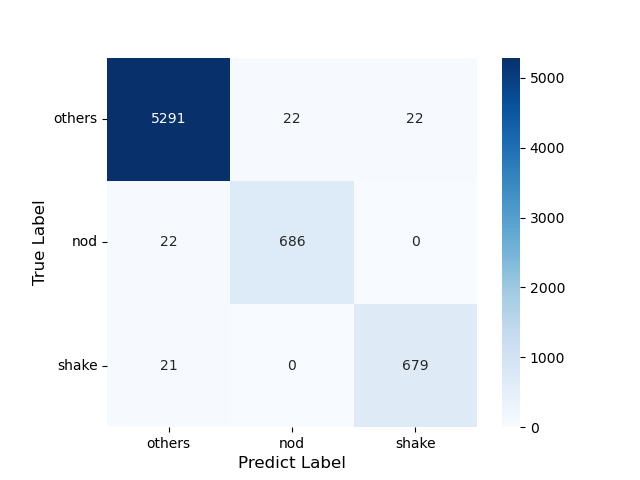 others 5291 22 22
nod 22 686 0
shake 21 0 679
others nod shake
Predict Label
True Label
5000
4000
3000
2000
1000
0